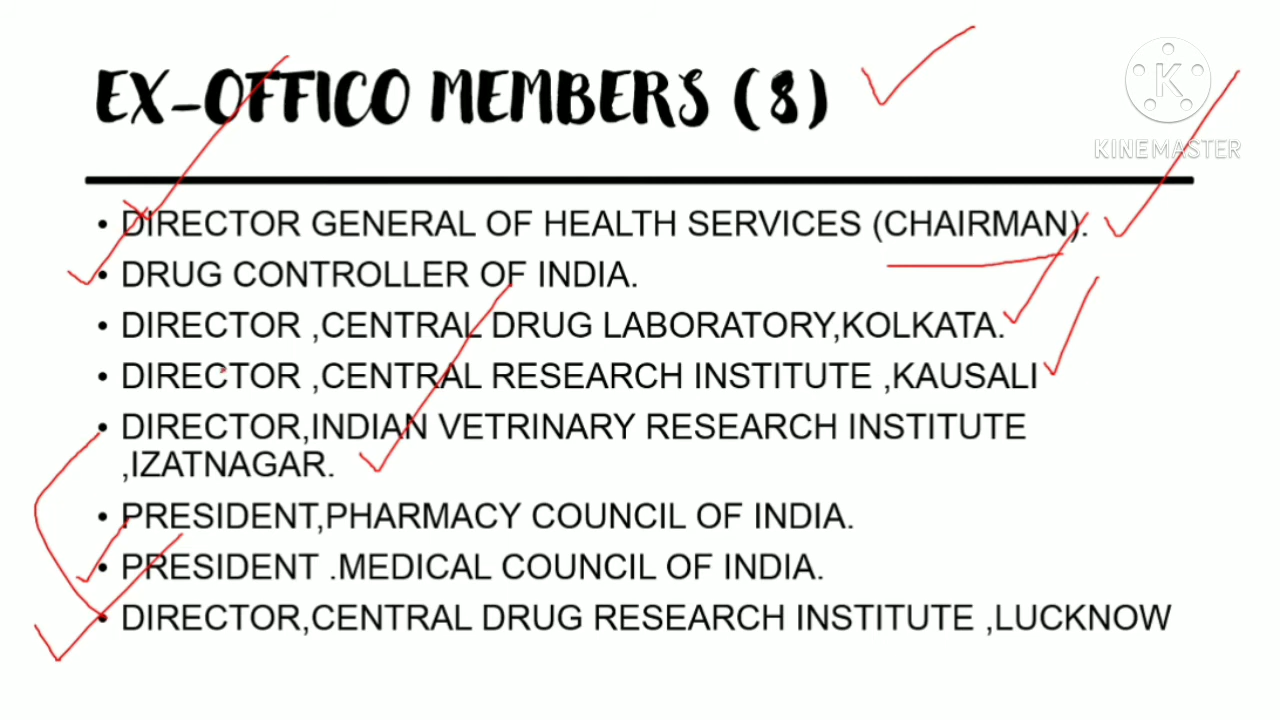 EX-OFFICO MEMBERS (8)
K
KINEMASTER
• DIRECTOR GENERAL OF HEALTH SERVICES (CHAIRMAN).
• DRUG CONTROLLER OF INDIA.
• DIRECTOR ,CENTRAL DRUG LABORATORY,KOLKATA.
• DIRECTOR ,CENTRAL RESEARCH INSTITUTE ,KAUSALI
• DIRECTOR,INDIAN VETRINARY RESEARCH INSTITUTE
,IZATNAGAR.
• PRESIDENT,PHARMACY COUNCIL OF INDIA.
• PRESIDENT .MEDICAL COUNCIL OF INDIA.
• DIRECTOR,CENTRAL DRUG RESEARCH INSTITUTE ,LUCKNOW